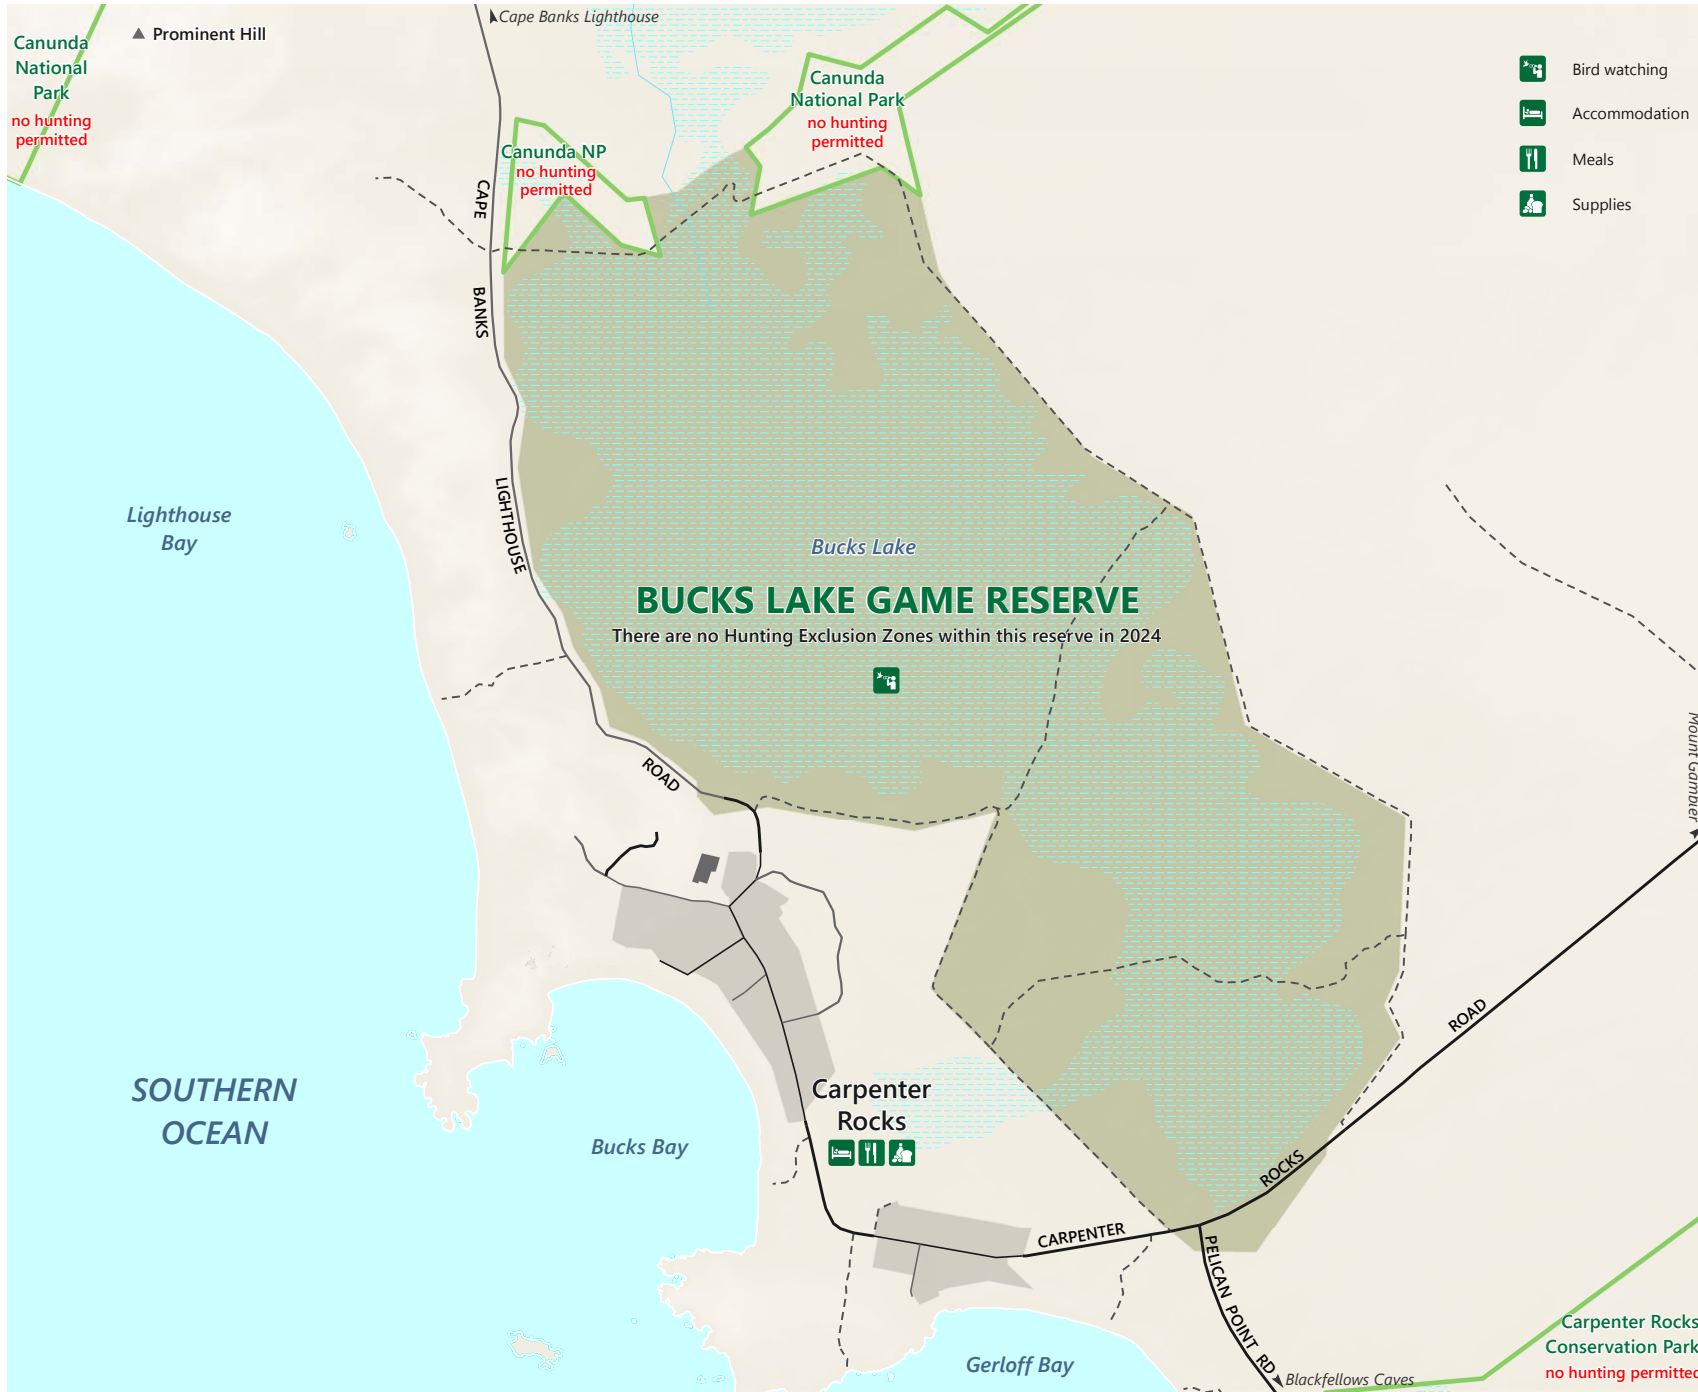 Cape Banks Lighthouse
Prominent Hill
Canunda
National
Park
no hunting
permitted
Canunda
National Park
no hunting
permitted
Canunda NP
no hunting
permitted
Bird watching
Accommodation
Meals
Supplies
CAPE
BANKS
LIGHTHOUSE
ROAD
Lighthouse
Bay
Bucks Lake
BUCKS LAKE GAME RESERVE
There are no Hunting Exclusion Zones within this reserve in 2024
Mount Gambier
SOUTHERN
OCEAN
Bucks Bay
Carpenter
Rocks
CARPENTER
ROCKS
ROAD
PELICAN POINT RD
Gerloff Bay
Blackfellows Caves
Carpenter Rocks
Conservation Park
no hunting permitted